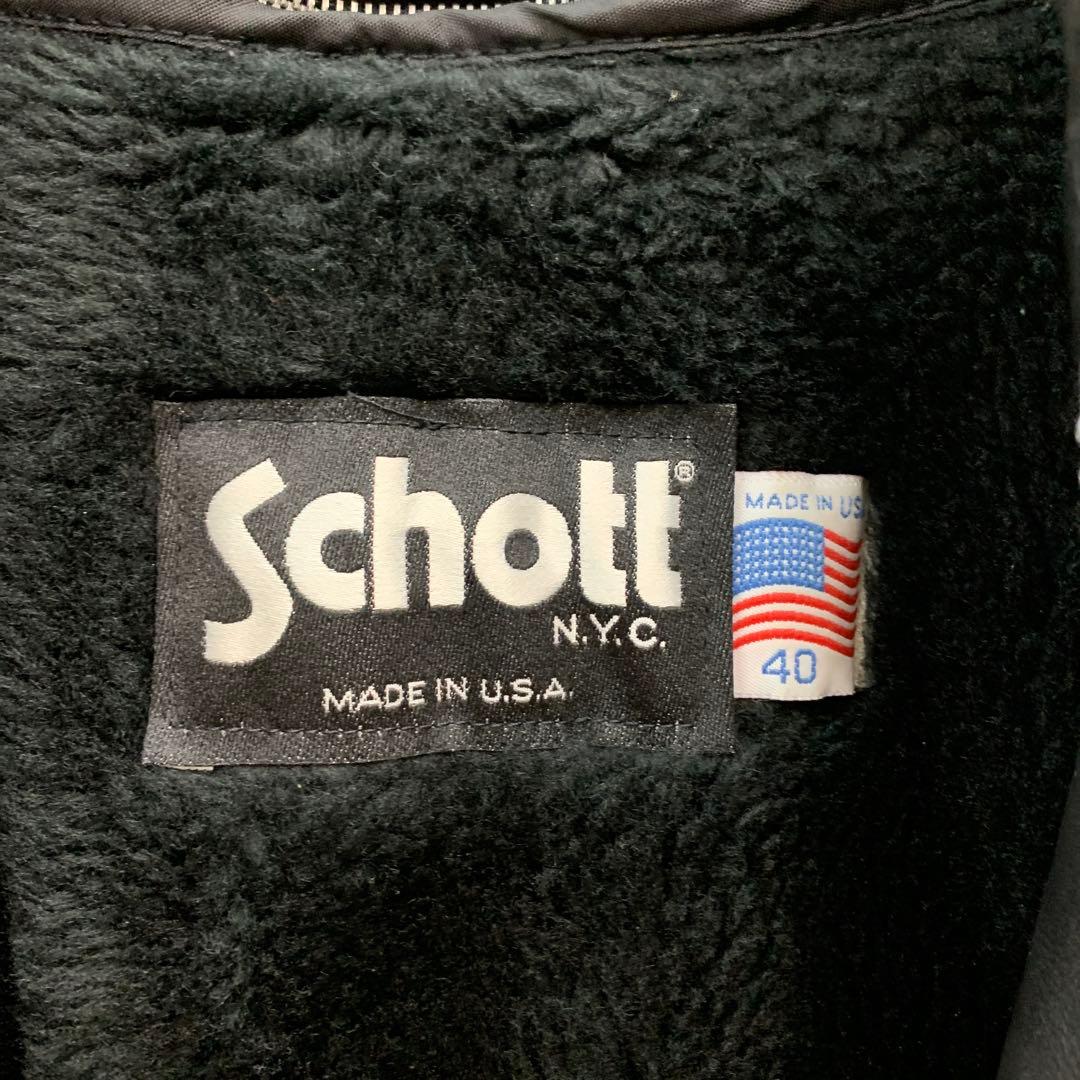 Schott®
N.Y.C.
MADE IN U.S.A.
MADE IN US
40